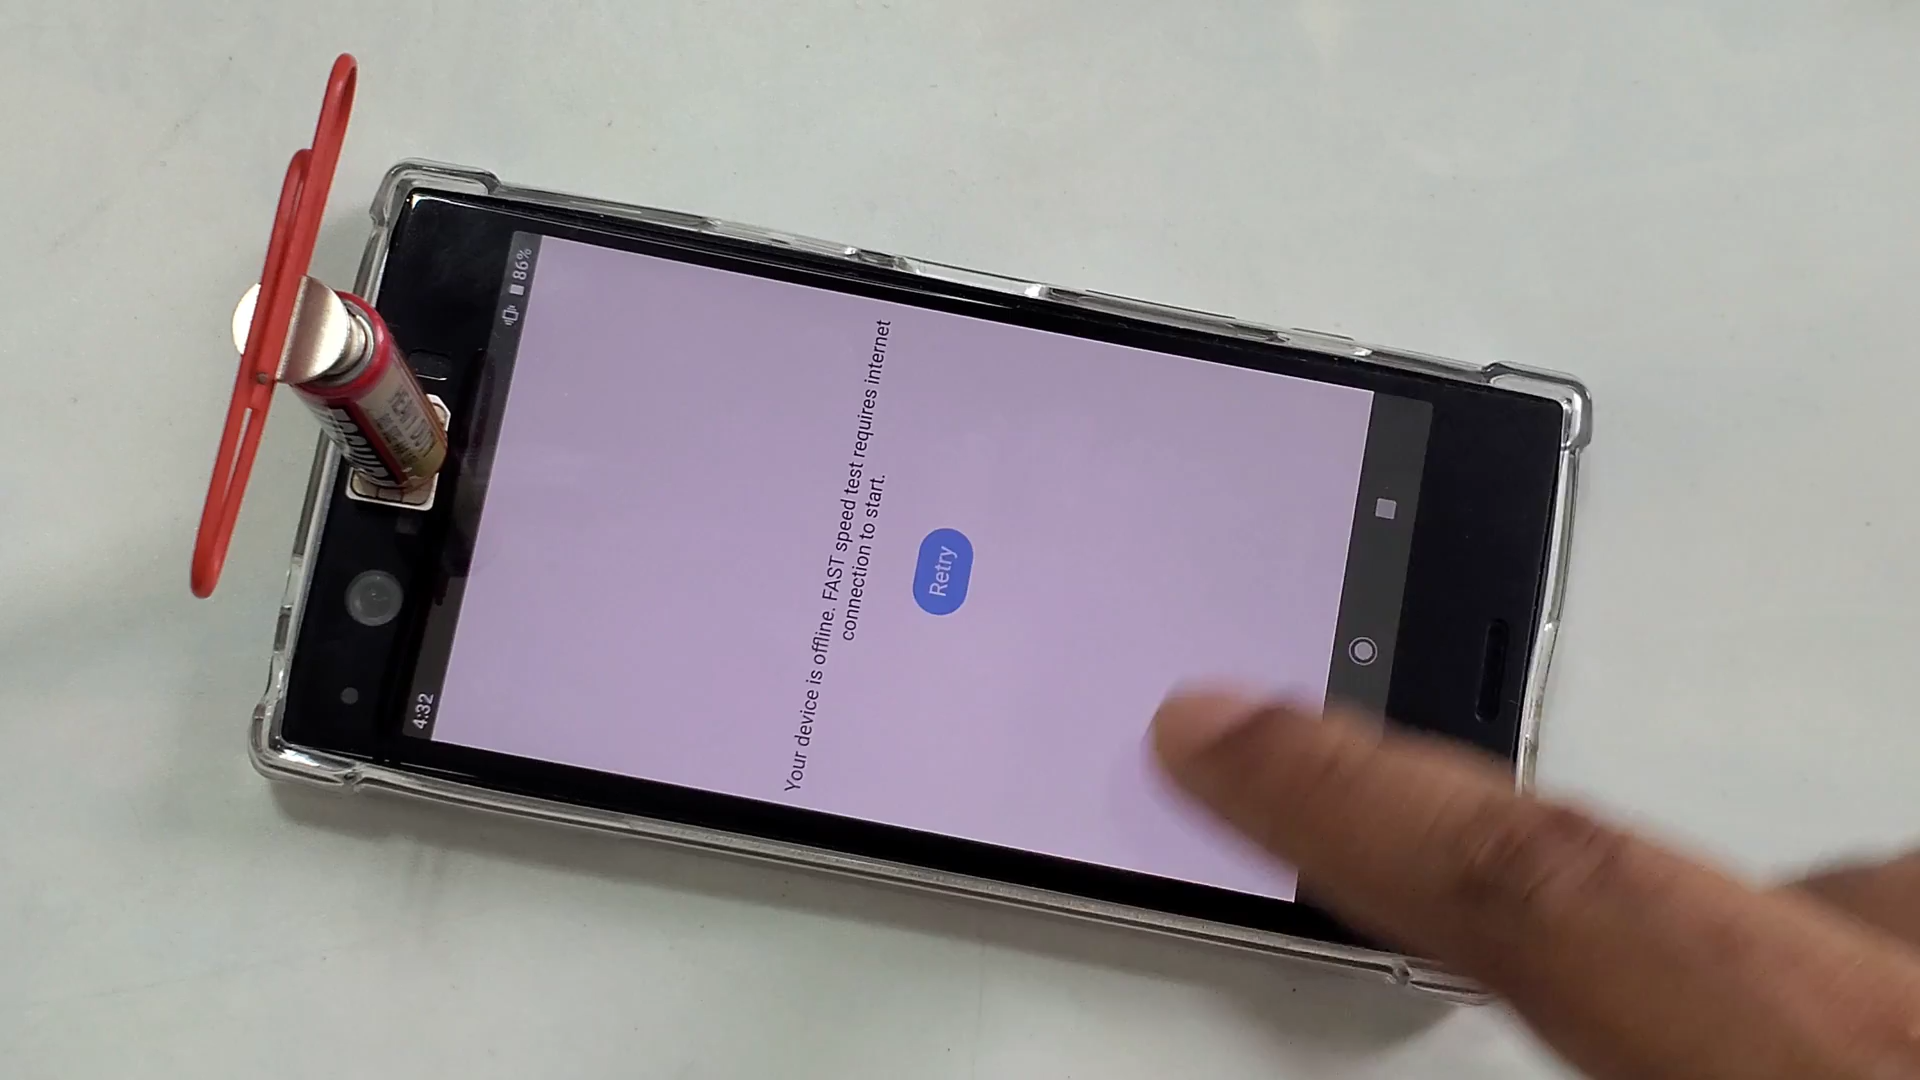 4:32
86%
Your device is offline. FAST speed test requires internet
connection to start.
Retry